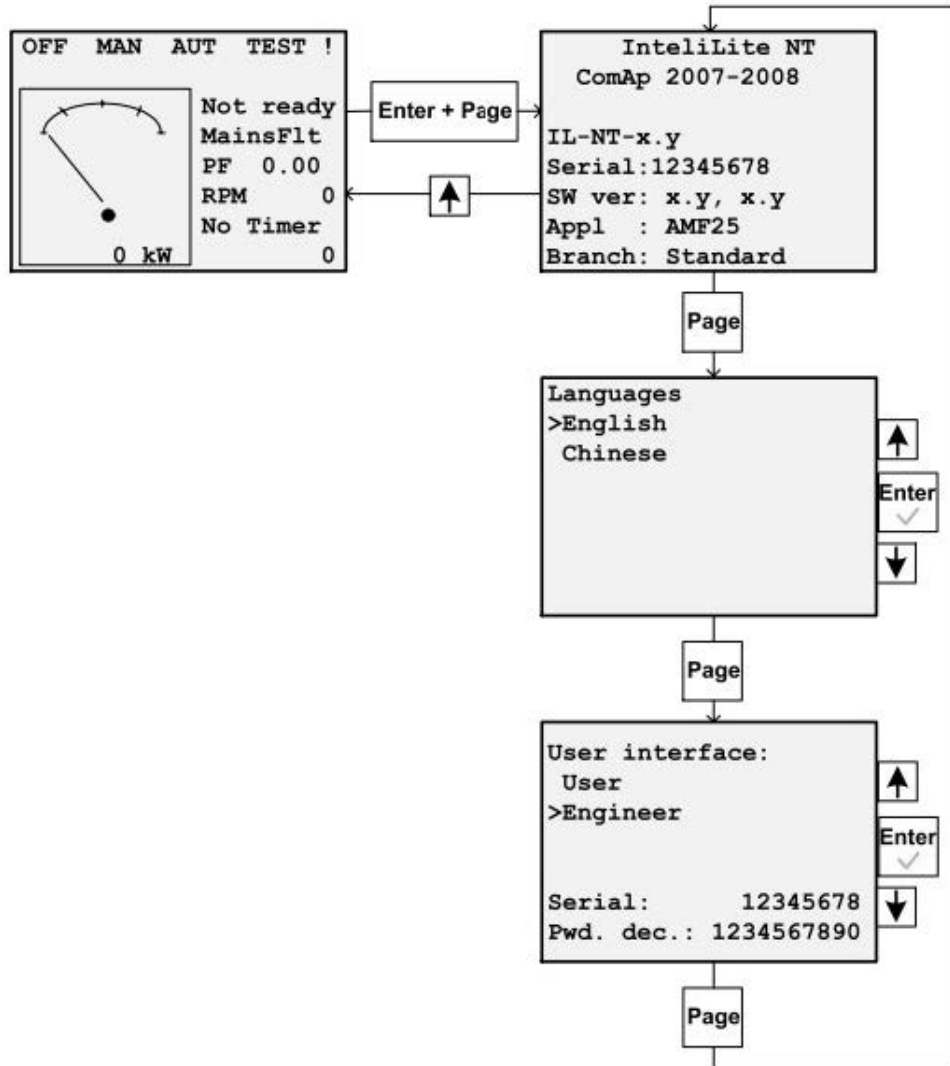 OFF MAN AUT TEST !
Not ready
MainsFlt
PF 0.00
RPM 0
No Timer
0 kW 0
Enter + Page
InteliLite NT
ComAp 2007-2008
IL-NT-x.y
Serial:12345678
SW ver: x.y, x.y
Appl : AMF25
Branch: Standard
Page
Languages
>English
Chinese
Enter
Page
User interface:
User
>Engineer
Serial: 12345678
Pwd. dec.: 1234567890
Enter
Page